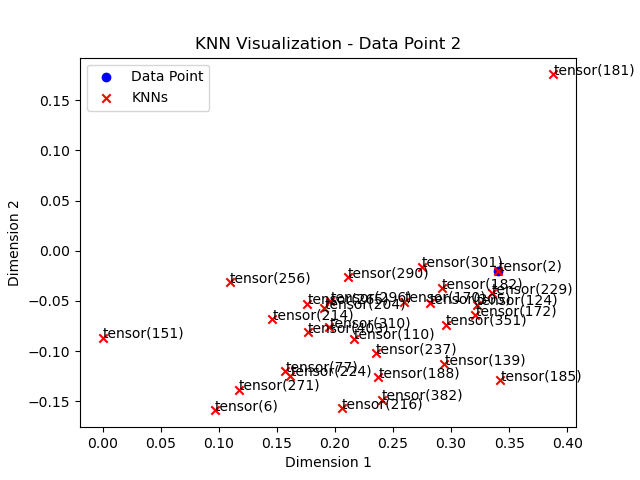 KNN Visualization - Data Point 2
Data Point
KNNs
tensor(181)
tensor(2)
tensor(301)
tensor(290)
tensor(256)
tensor(182)
tensor(229)
tensor(296)
tensor(170)
tensor(124)
tensor(204)
tensor(172)
tensor(214)
tensor(351)
tensor(310)
tensor(403)
tensor(110)
tensor(151)
tensor(237)
tensor(139)
tensor(77)
tensor(224)
tensor(188)
tensor(185)
tensor(271)
tensor(382)
tensor(6)
tensor(216)
0.15
0.10
0.05
0.00
−0.05
−0.10
−0.15
Dimension 2
0.00 0.05 0.10 0.15 0.20 0.25 0.30 0.35 0.40
Dimension 1